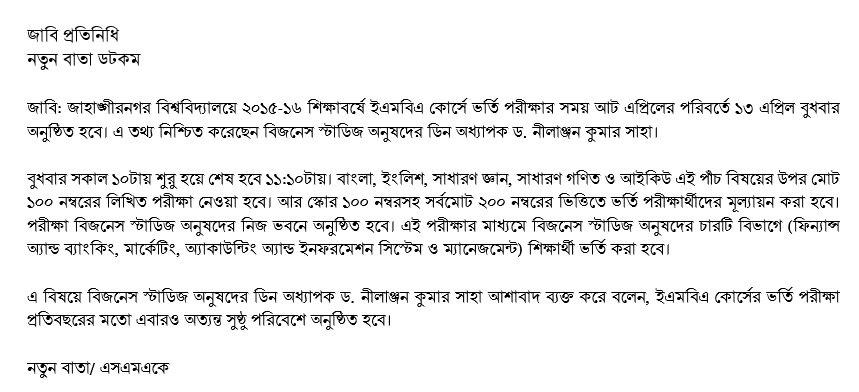 জাবি প্রতিনিধি
নতুন বাতা ডটকম
জাবি: জাহাঙ্গীরনগর বিশ্ববিদ্যালয়ে ২০১৫-১৬ শিক্ষাবর্ষে ইএমবিএ কোর্সে ভর্তি পরীক্ষার সময় আট এপ্রিলের পরিবর্তে ১৩ এপ্রিল বুধবার
অনুষ্ঠিত হবে। এ তথ্য নিশ্চিত করেছেন বিজনেস স্টাডিজ অনুষদের ডিন অধ্যাপক ড. নীলাঞ্জন কুমার সাহা।
বুধবার সকাল ১০টায় শুরু হয়ে শেষ হবে ১১:১০টায়। বাংলা, ইংলিশ, সাধারণ জ্ঞান, সাধারণ গণিত ও আইকিউ এই পাঁচ বিষয়ের উপর মোট
১০০ নম্বরের লিখিত পরীক্ষা নেওয়া হবে। আর স্কোর ১০০ নম্বরসহ সর্বমোট ২০০ নম্বরের ভিত্তিতে ভর্তি পরীক্ষার্থীদের মূল্যায়ন করা হবে।
পরীক্ষা বিজনেস স্টাডিজ অনুষদের নিজ ভবনে অনুষ্ঠিত হবে। এই পরীক্ষার মাধ্যমে বিজনেস স্টাডিজ অনুষদের চারটি বিভাগে (ফিন্যান্স
অ্যান্ড ব্যাংকিং, মার্কেটিং, অ্যাকাউন্টিং অ্যান্ড ইনফরমেশন সিস্টেম ও ম্যানেজমেন্ট) শিক্ষার্থী ভর্তি করা হবে।
এ বিষয়ে বিজনেস স্টাডিজ অনুষদের ডিন অধ্যাপক ড. নীলাঞ্জন কুমার সাহা আশাবাদ ব্যক্ত করে বলেন, ইএমবিএ কোর্সের ভর্তি পরীক্ষা
প্রতিবছরের মতো এবারও অত্যন্ত সুষ্ঠু পরিবেশে অনুষ্ঠিত হবে।
নতুন বাতা/ এসএমএকে